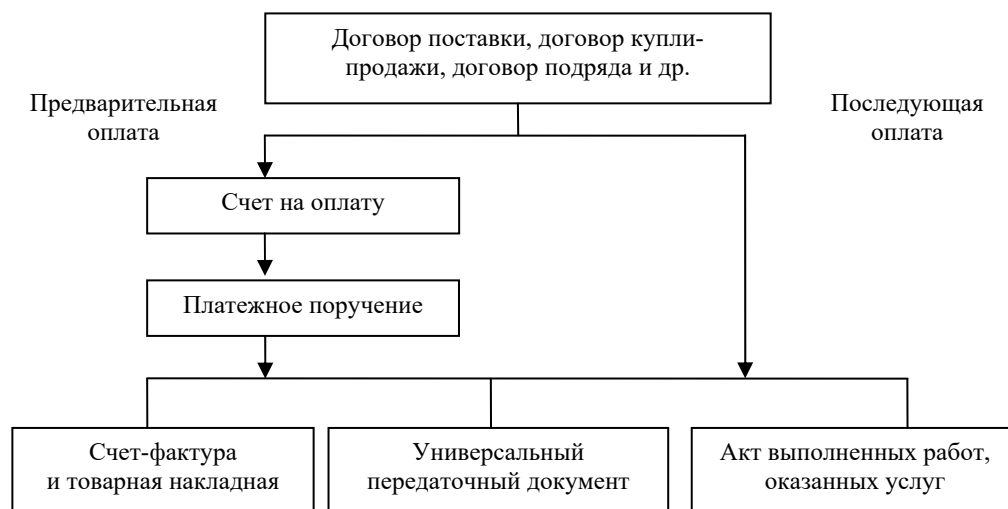 Договор поставки, договор купли-
продажи, договор подряда и др.
Предварительная
оплата
Последующая
оплата
Счет на оплату
Платежное поручение
Счет-фактура
и товарная накладная
Универсальный
передаточный документ
Акт выполненных работ,
оказанных услуг